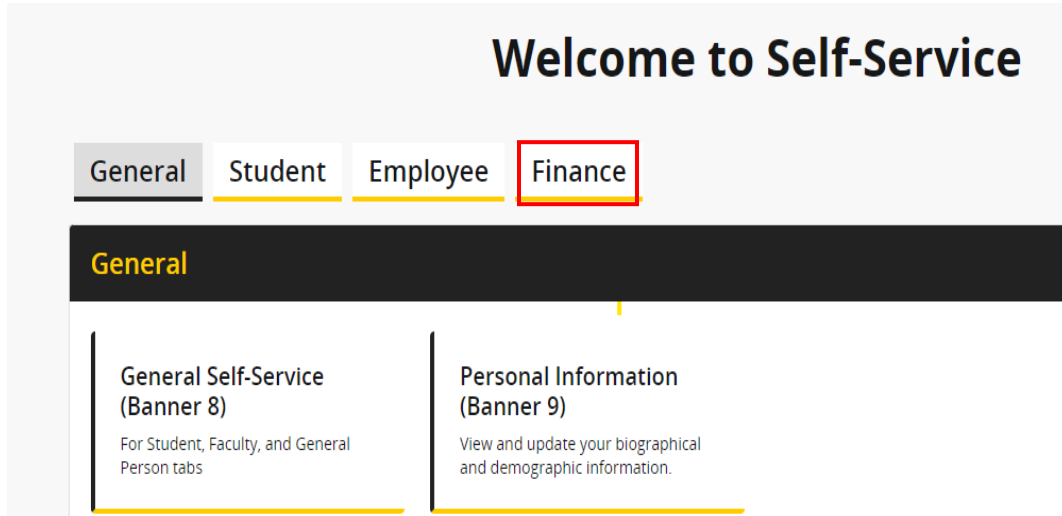 Welcome to Self-Service
General Student Employee Finance
General
General Self-Service
(Banner 8)
For Student, Faculty, and General
Person tabs
Personal Information
(Banner 9)
View and update your biographical
and demographic information.